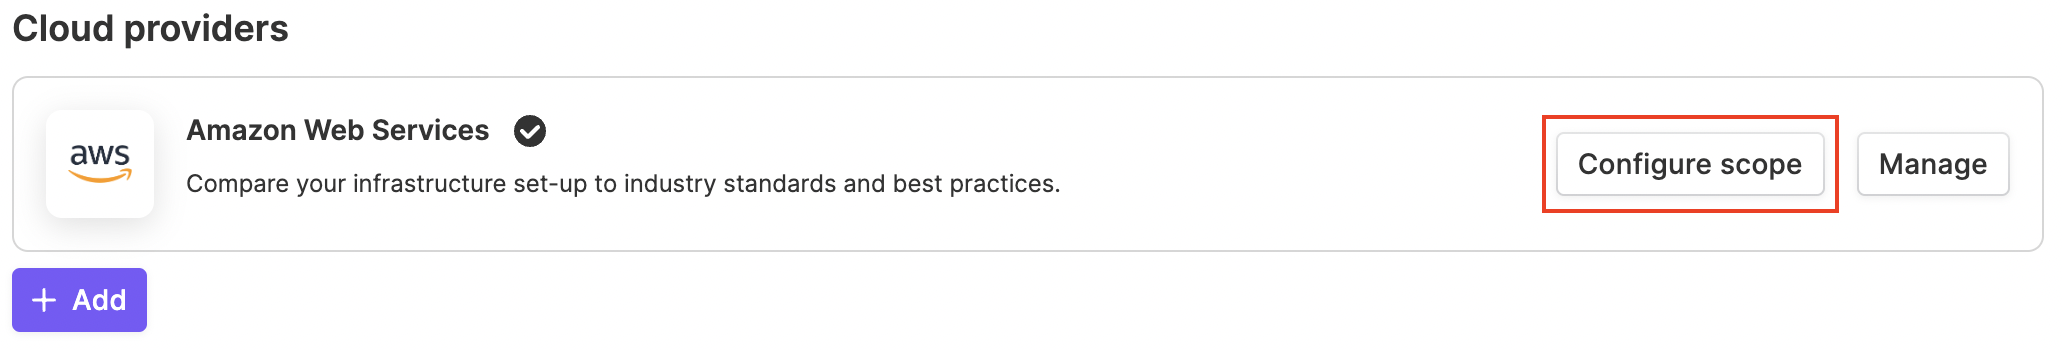 Cloud providers
aws
Amazon Web Services
Compare your infrastructure set-up to industry standards and best practices.
Configure scope
Manage
+ Add